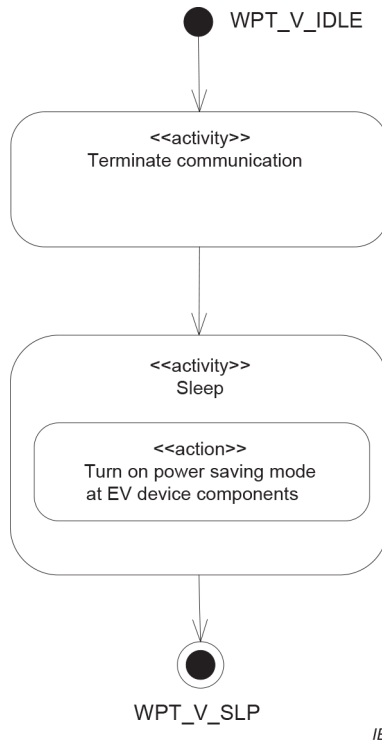 WPT_V_IDLE
<<activity>>
Terminate communication
<<activity>>
Sleep
<<action>>
Turn on power saving mode
at EV device components
WPT_V_SLP